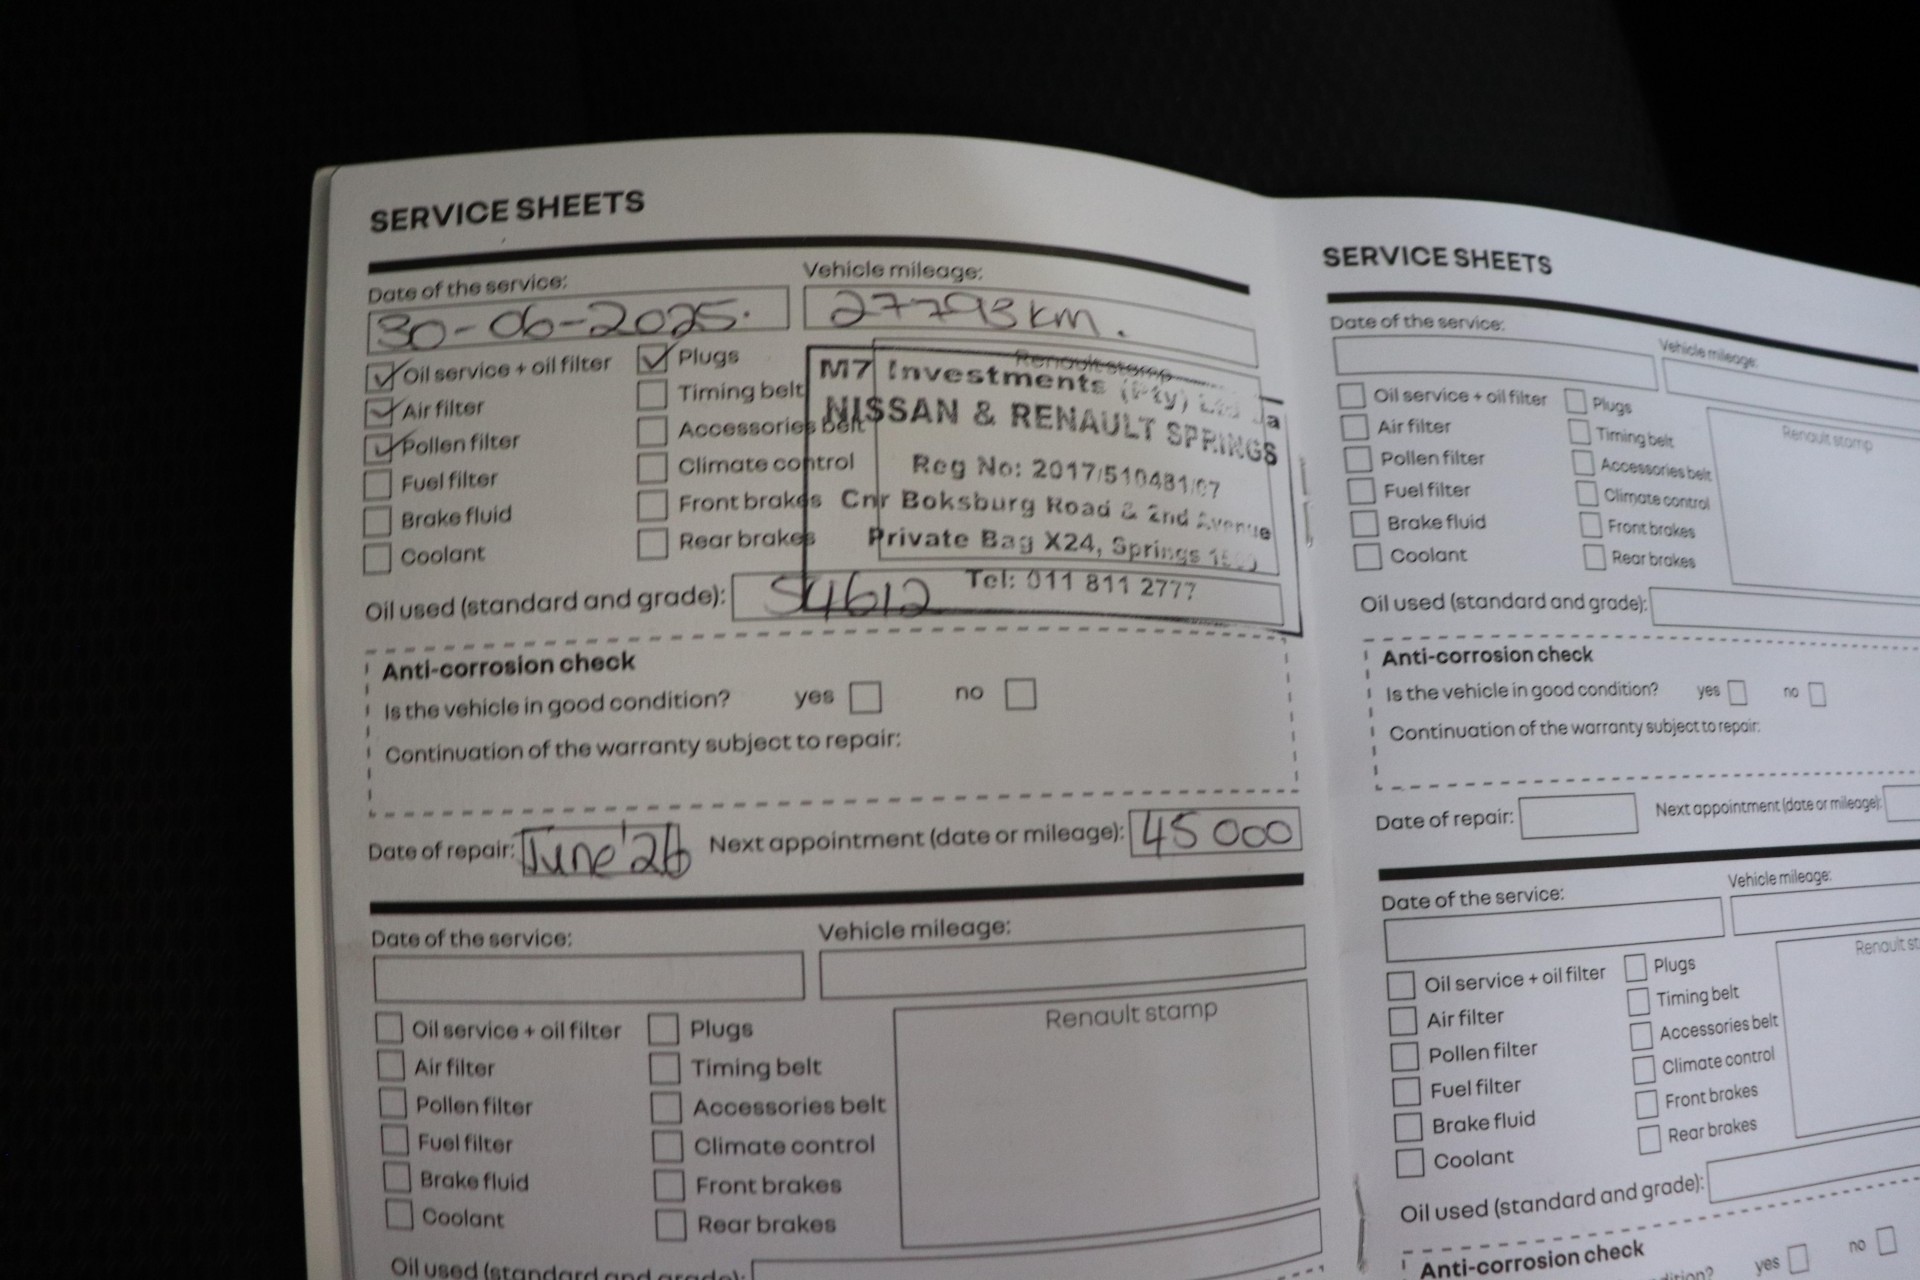 SERVICE SHEETS
Date of the service: Vehicle mileage:
30-06-2025. 27793 km.
Oil service + oil filter Plugs
Air filter Timing belt
Pollen filter Accessories belt
Fuel filter Climate control
Brake fluid Front brakes
Coolant Rear brakes
Renault stamp
M7 Investments (Pty) Ltd
NISSAN & RENAULT SPRINGS
Reg No: 2017/510481/07
Cnr Boksburg Road & 2nd Avenue
Private Bag X24, Springs
Tel: 011 811 2777
Oil used (standard and grade): S4612
Anti-corrosion check
Is the vehicle in good condition? yes no
Continuation of the warranty subject to repair:
Date of repair: June '26 Next appointment (date or mileage): 45 000
Date of the service: Vehicle mileage:
Oil service + oil filter Plugs
Air filter Timing belt
Pollen filter Accessories belt
Fuel filter Climate control
Brake fluid Front brakes
Coolant Rear brakes
Renault stamp
Oil used (standard and grade):
SERVICE SHEETS
Date of the service: Vehicle mileage:
Oil service + oil filter Plugs
Air filter Timing belt
Pollen filter Accessories belt
Fuel filter Climate control
Brake fluid Front brakes
Coolant Rear brakes
Renault stamp
Oil used (standard and grade):
Anti-corrosion check
Is the vehicle in good condition? yes no
Continuation of the warranty subject to repair:
Date of repair: Next appointment (date or mileage):
Date of the service: Vehicle mileage:
Oil service + oil filter Plugs
Air filter Timing belt
Pollen filter Accessories belt
Fuel filter Climate control
Brake fluid Front brakes
Coolant Rear brakes
Renault st
Oil used (standard and grade):
Anti-corrosion check
yes no